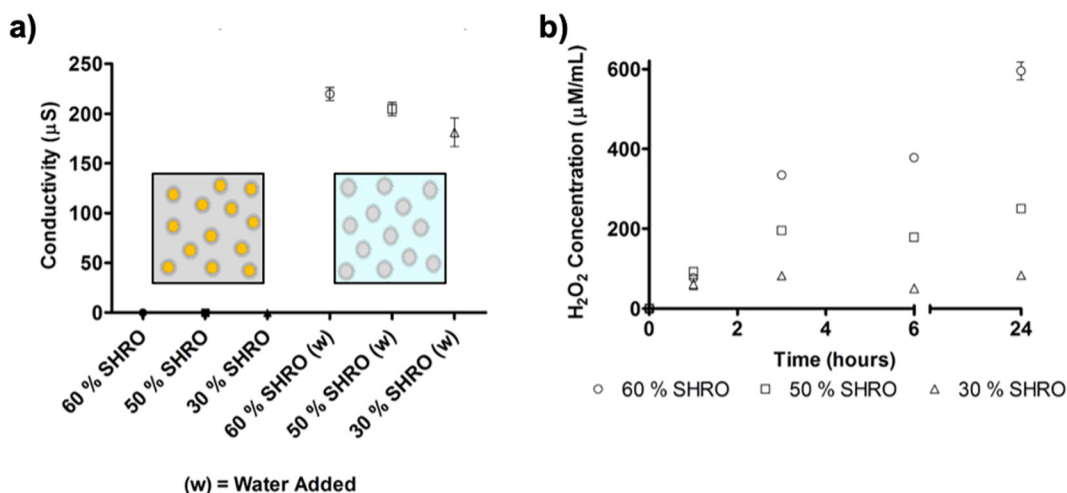 a)
250
200
150
100
50
0
Conductivity (μS)
60 % SHRO
50 % SHRO
30 % SHRO
60 % SHRO (w)
50 % SHRO (w)
30 % SHRO (w)
(w) = Water Added
b)
600
400
200
0
H₂O₂ Concentration (μM/mL)
0 2 4 6 24
Time (hours)
60 % SHRO 50 % SHRO 30 % SHRO